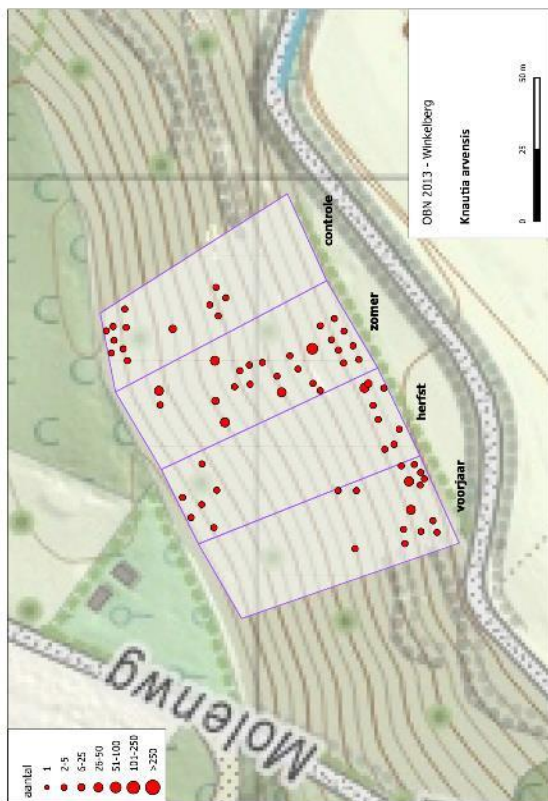 aantal
1
2-5
6-25
26-50
51-100
101-250
>250
Molenwg
voorjaar
herfst
zomer
controle
OBN 2013 - Winkelberg
Knautia arvensis
0 25 50 m